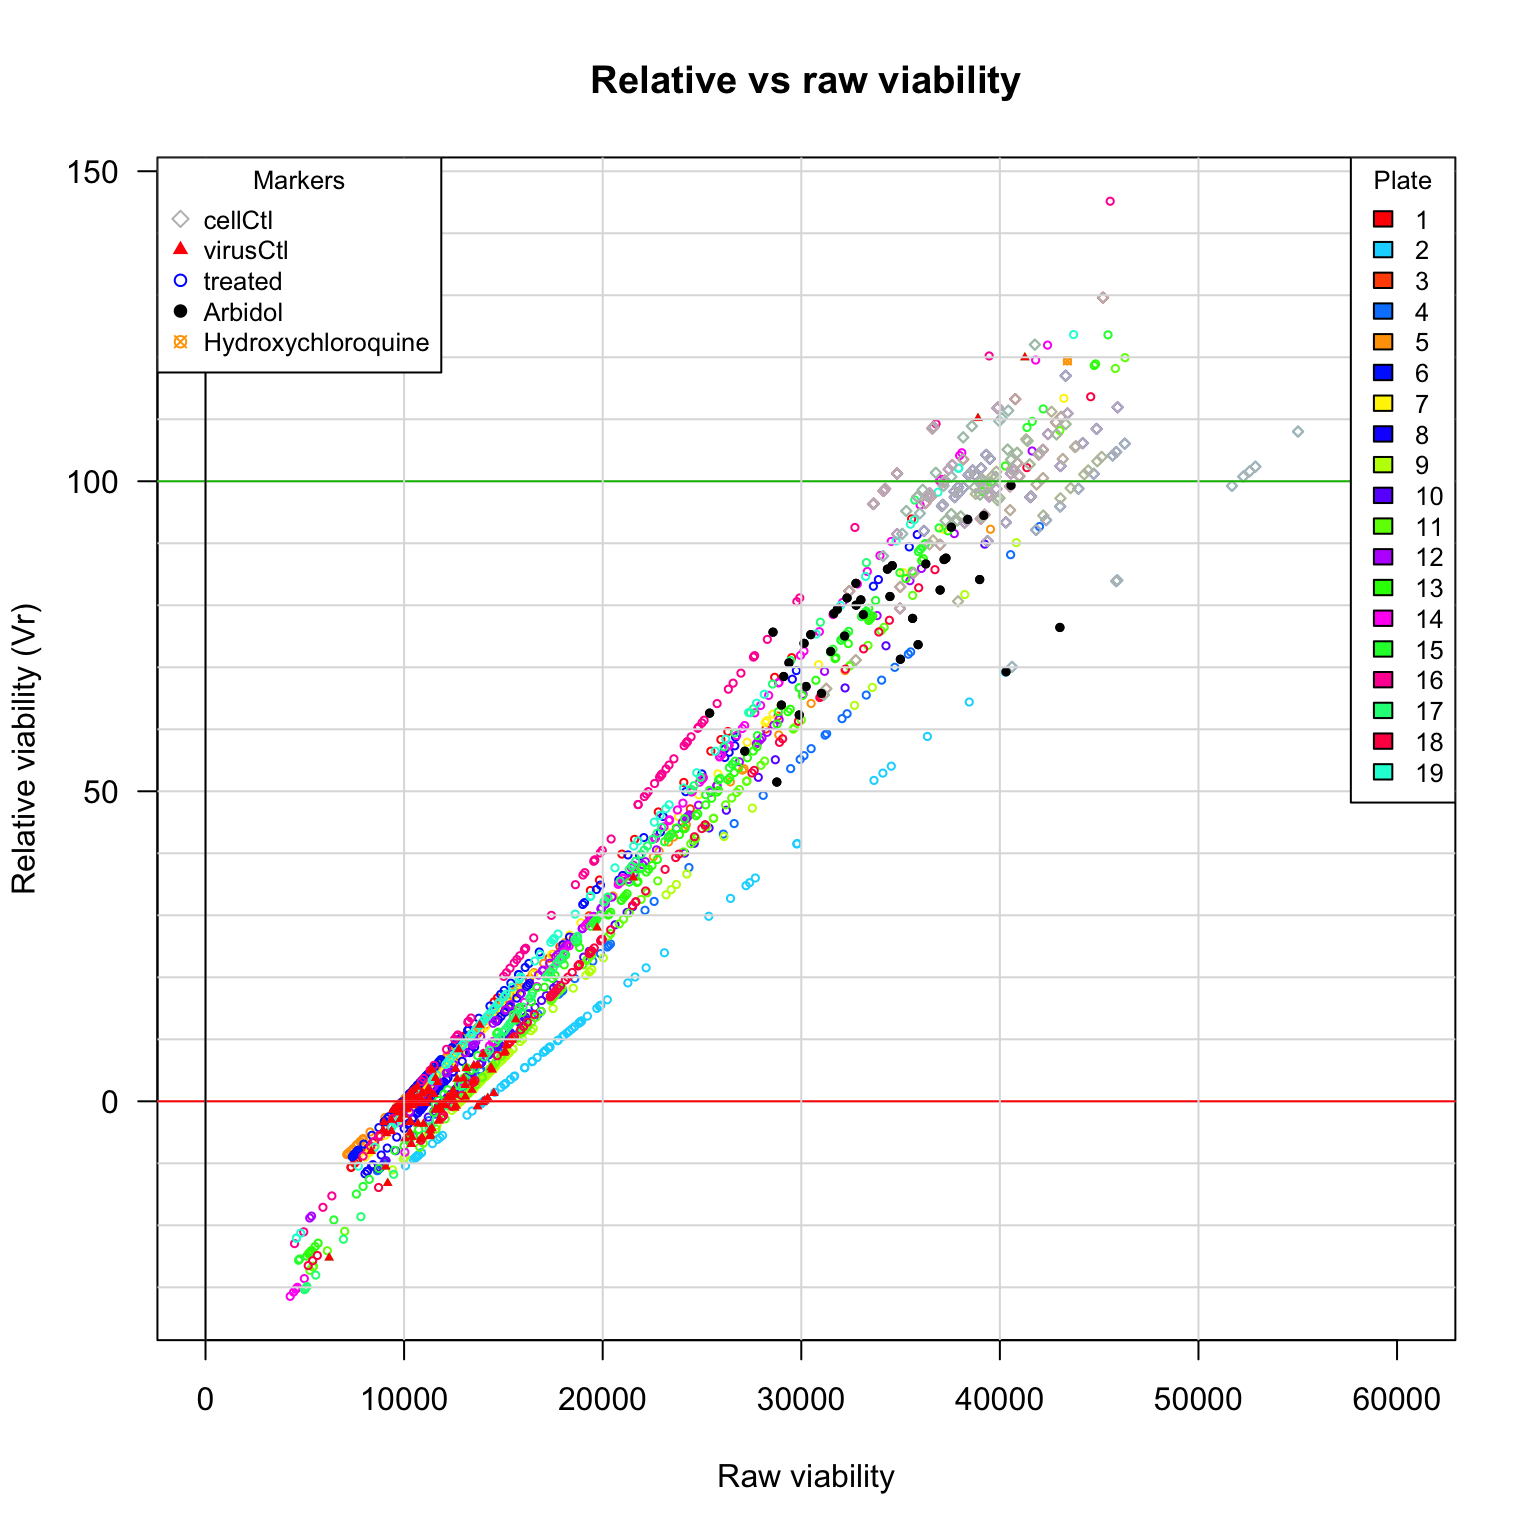 Relative vs raw viability
Markers
cellCtl
virusCtl
treated
Arbidol
Hydroxychloroquine
Plate
1
2
3
4
5
6
7
8
9
10
11
12
13
14
15
16
17
18
19
150
100
50
0
Relative viability (Vr)
0 10000 20000 30000 40000 50000 60000
Raw viability